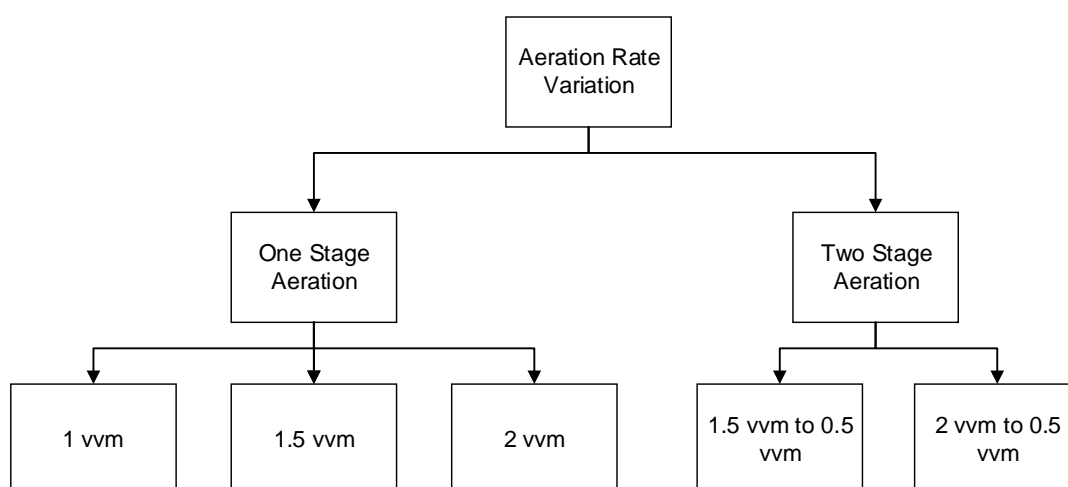 Aeration Rate
Variation
One Stage
Aeration
Two Stage
Aeration
1 vvm
1.5 vvm
2 vvm
1.5 vvm to 0.5
vvm
2 vvm to 0.5
vvm